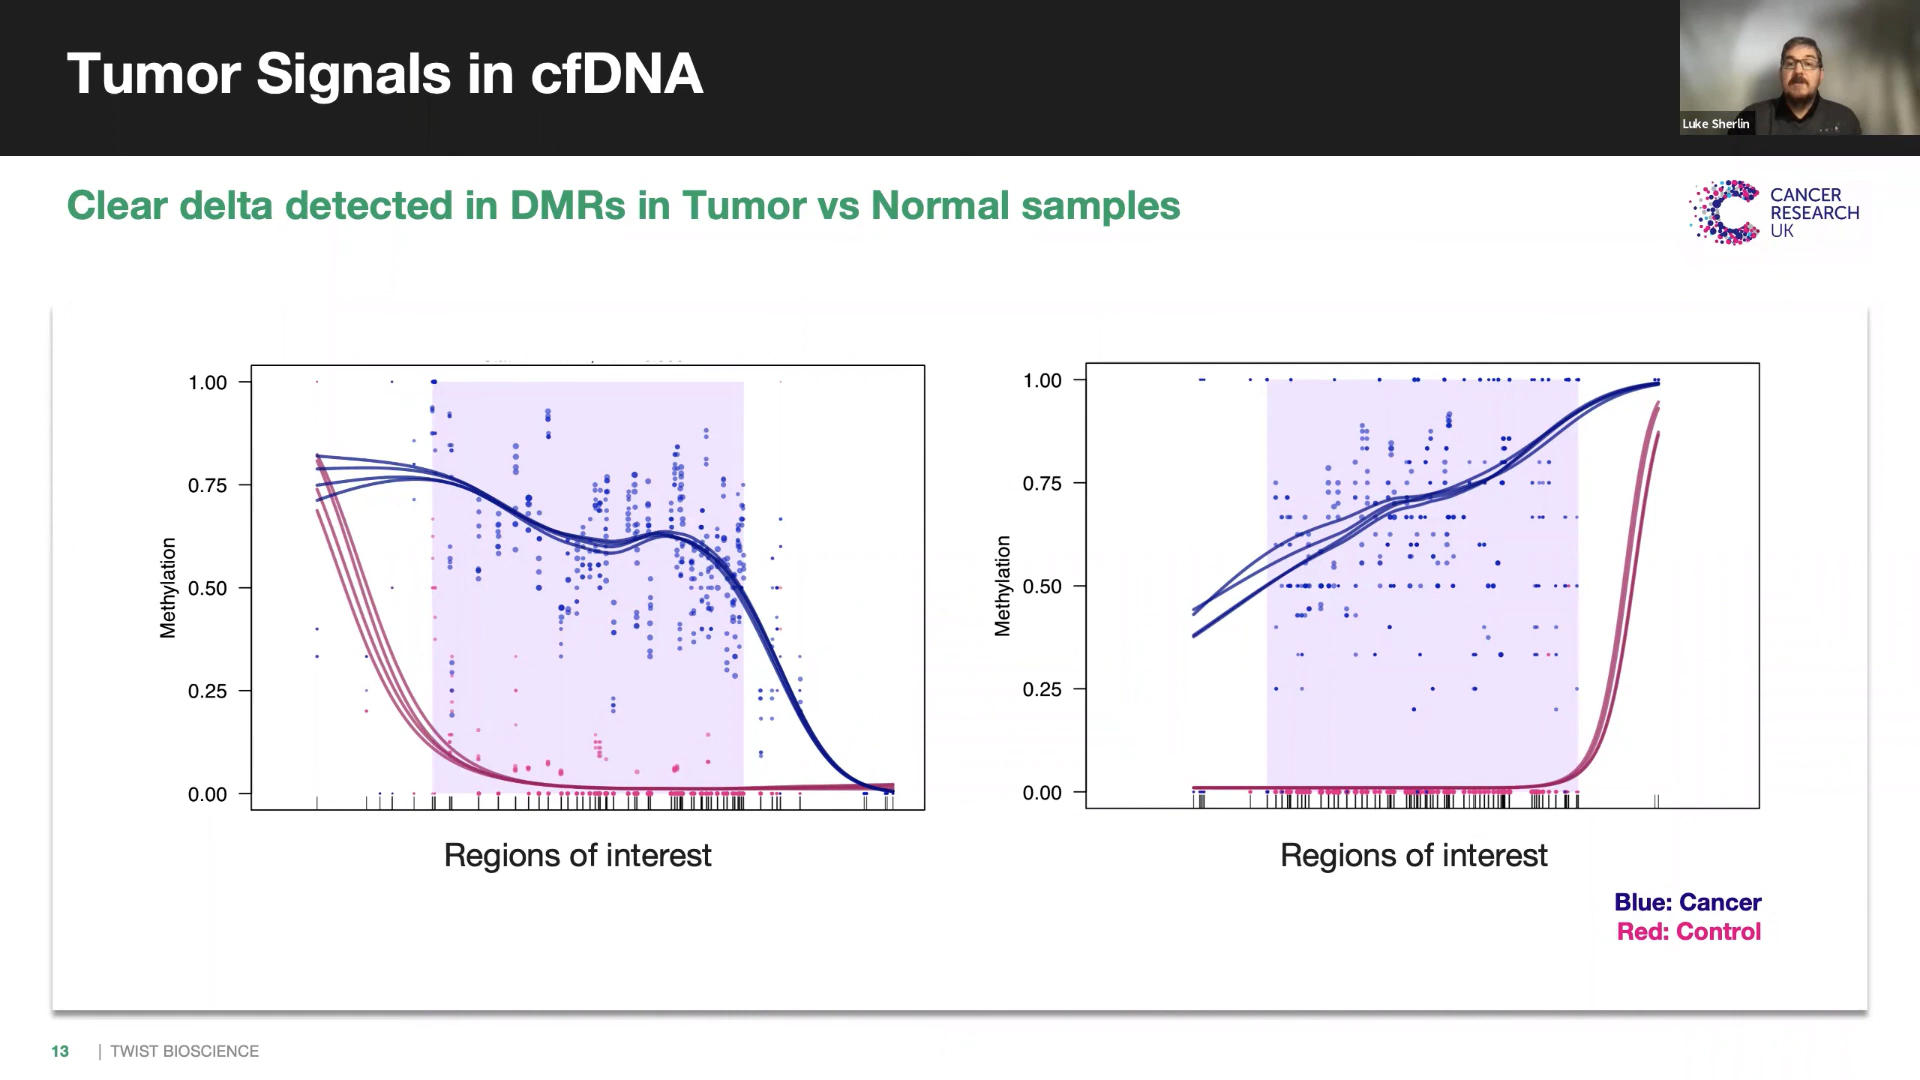 Tumor Signals in cfDNA
Luke Sherlin
Clear delta detected in DMRs in Tumor vs Normal samples
CANCER
RESEARCH
UK
1.00
0.75
0.50
0.25
0.00
Methylation
Regions of interest
1.00
0.75
0.50
0.25
0.00
Methylation
Regions of interest
Blue: Cancer
Red: Control
13 | TWIST BIOSCIENCE